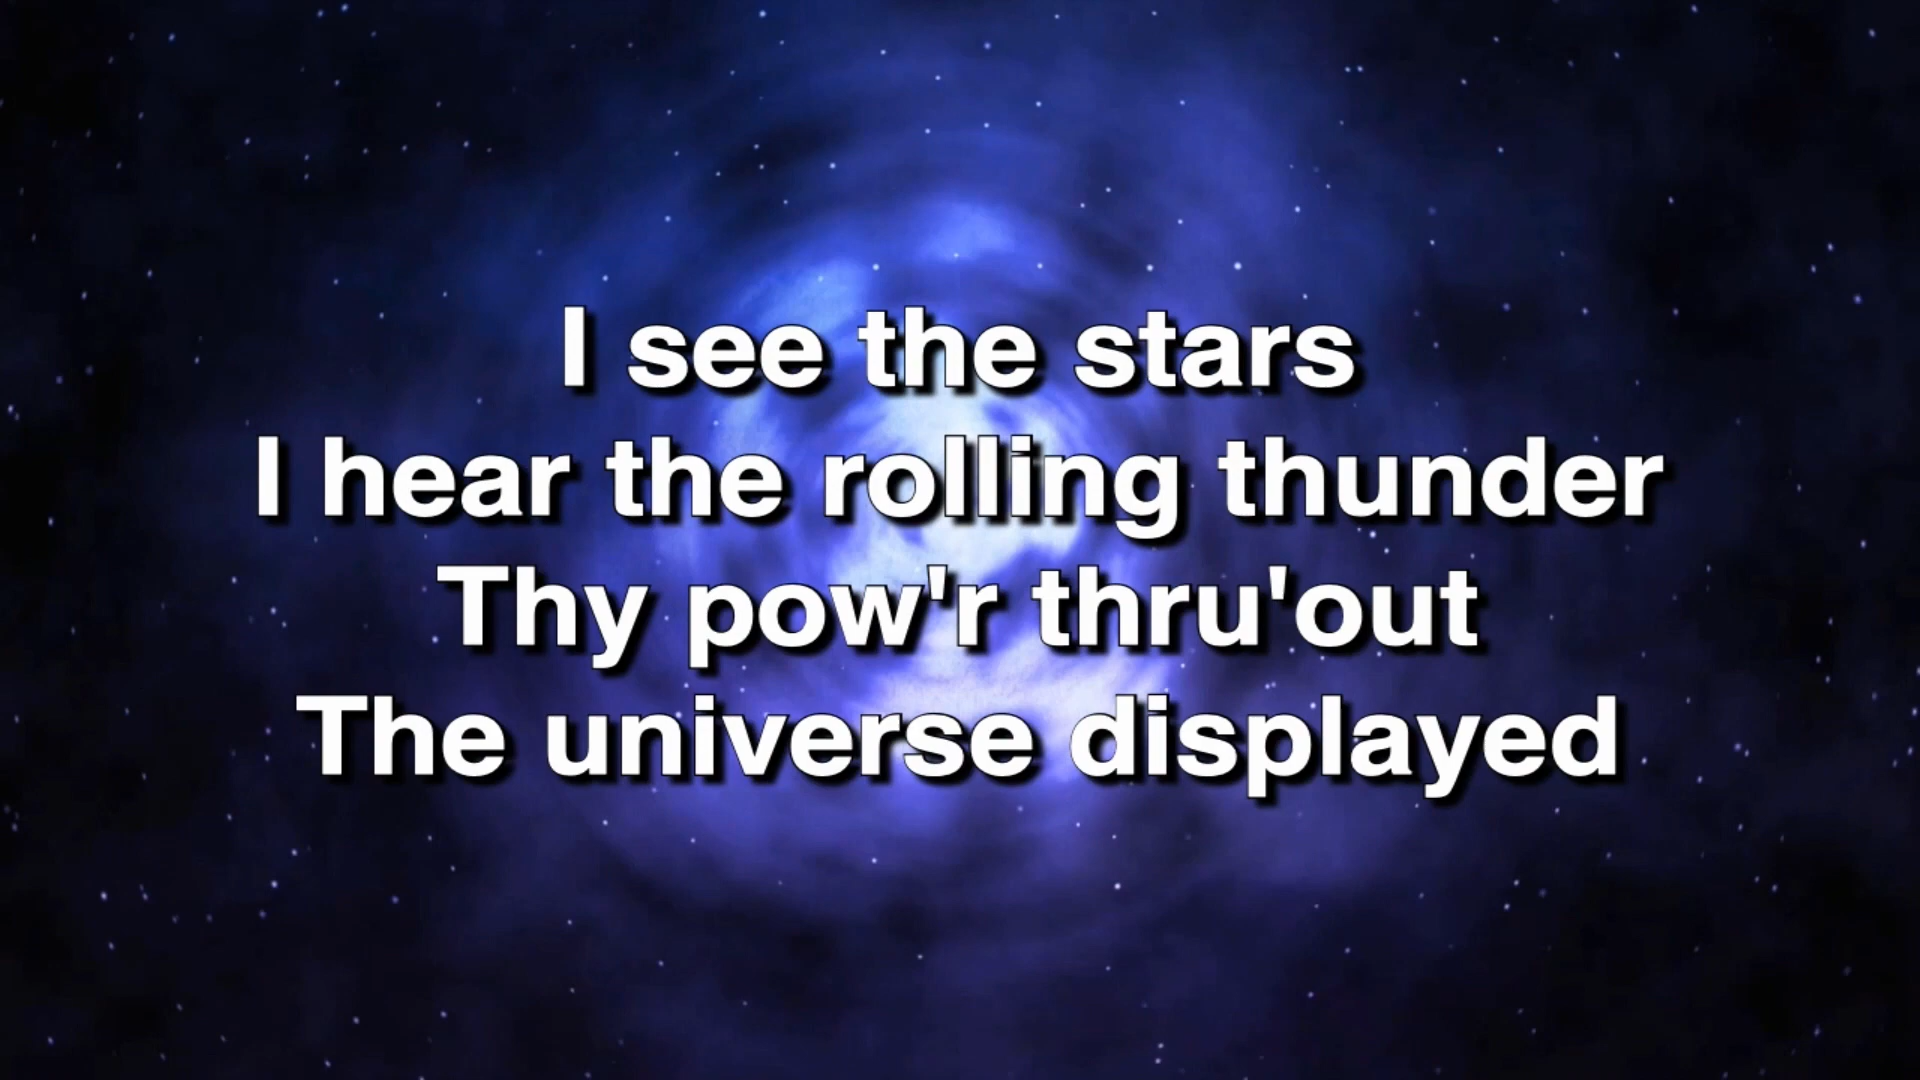 I see the stars
I hear the rolling thunder
Thy pow'r thru'out
The universe displayed